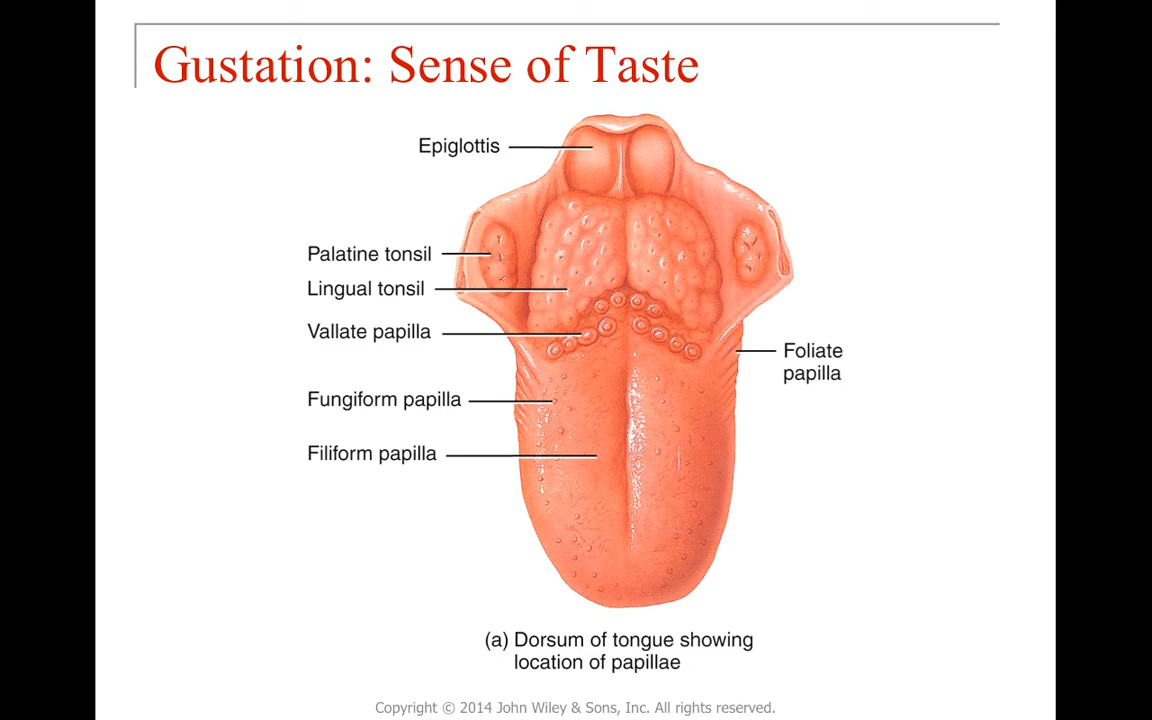 Gustation: Sense of Taste
Epiglottis
Palatine tonsil
Lingual tonsil
Vallate papilla
Foliate
papilla
Fungiform papilla
Filiform papilla
(a) Dorsum of tongue showing
location of papillae
Copyright © 2014 John Wiley & Sons, Inc. All rights reserved.